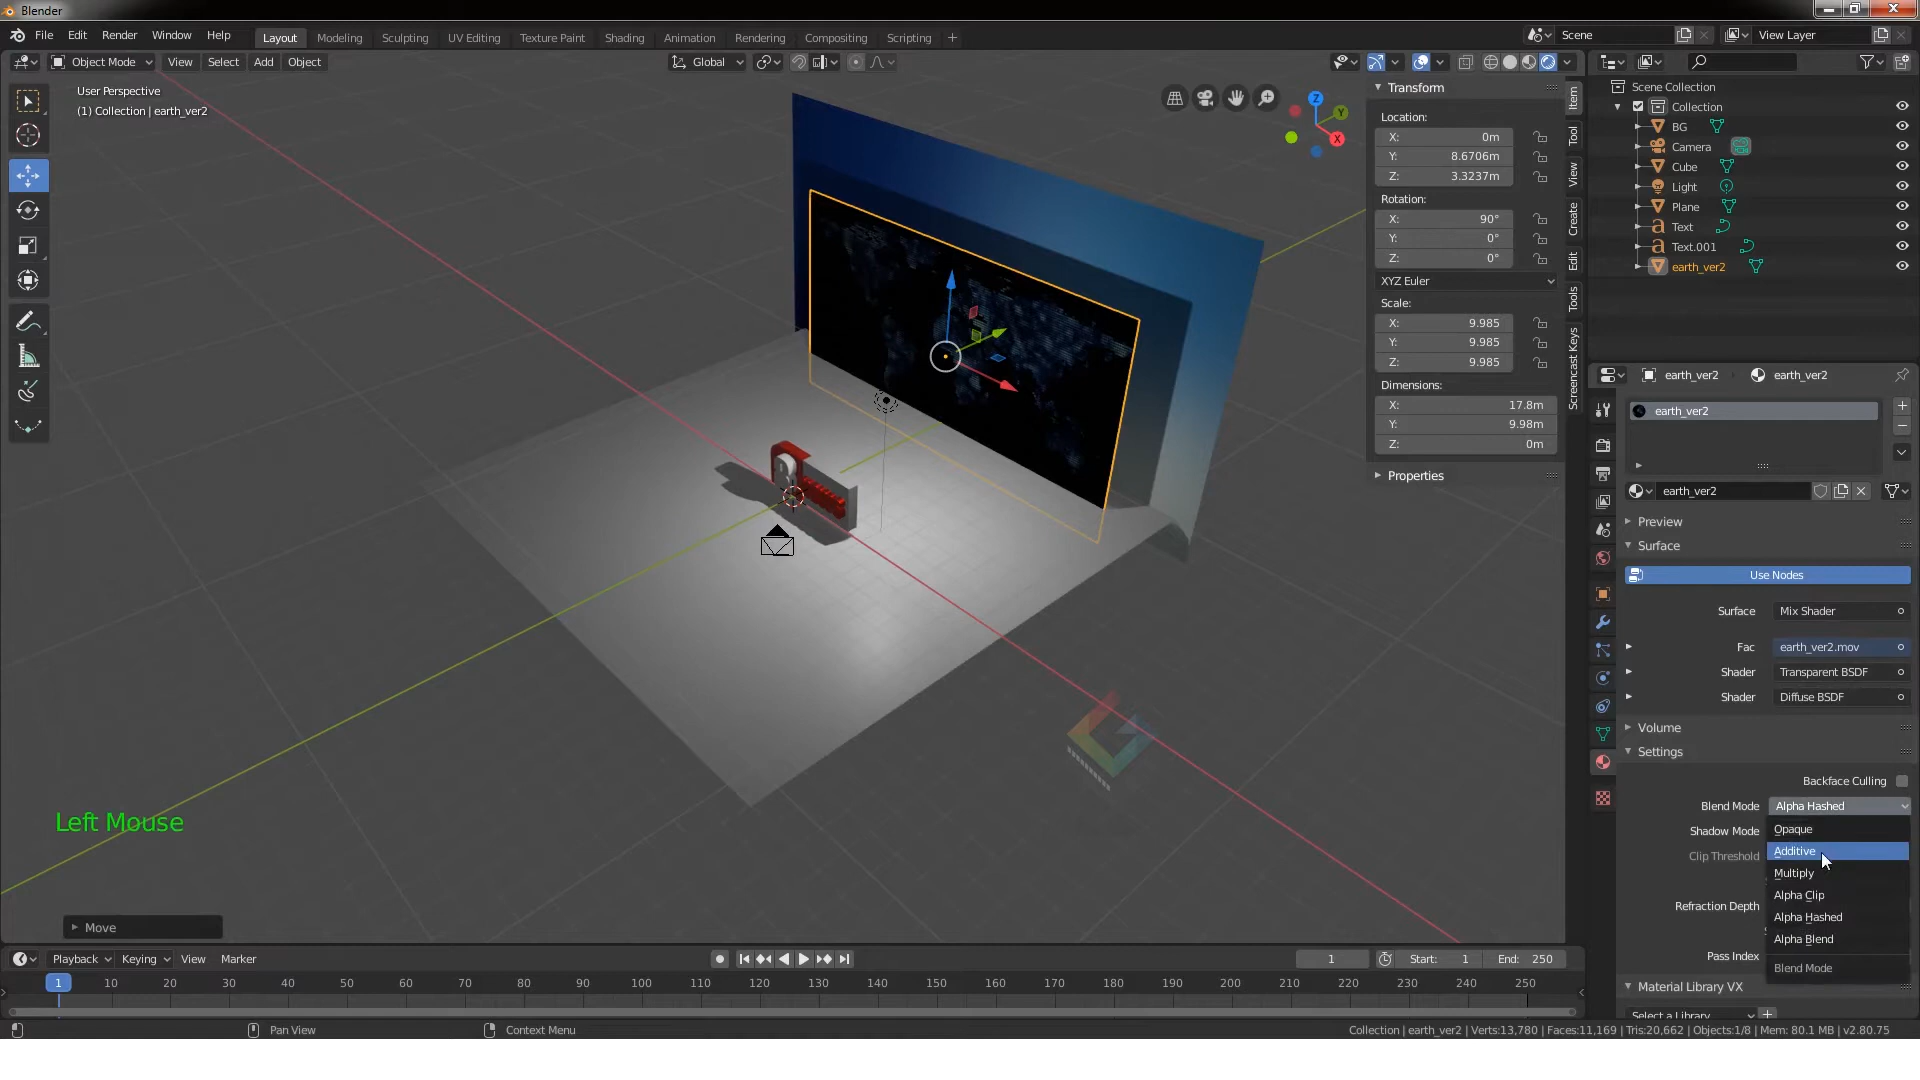 Blender
File Edit Render Window Help
Layout Modeling Sculpting UV Editing Texture Paint Shading Animation Rendering Compositing Scripting +
Scene
View Layer
Object Mode View Select Add Object
Global
User Perspective
(1) Collection | earth_ver2
X
Y
Z
Transform
Location:
X: 0m
Y: 8.6706m
Z: 3.3237m
Rotation:
X: 90°
Y: 0°
Z: 0°
XYZ Euler
Scale:
X: 9.985
Y: 9.985
Z: 9.985
Dimensions:
X: 17.8m
Y: 9.98m
Z: 0m
Properties
Item
Tool
View
Create
Edit
Tools
Screencast Keys
Scene Collection
Collection
BG
Camera
Cube
Light
Plane
Text
Text.001
earth_ver2
earth_ver2 earth_ver2
earth_ver2
earth_ver2
Preview
Surface
Use Nodes
Surface Mix Shader
Fac earth_ver2.mov
Shader Transparent BSDF
Shader Diffuse BSDF
Volume
Settings
Backface Culling
Blend Mode Alpha Hashed
Shadow Mode Opaque
Clip Threshold Additive
Multiply
Alpha Clip
Refraction Depth Alpha Hashed
Alpha Blend
Pass Index Blend Mode
Material Library VX
Select a Library
Left Mouse
Move
Playback Keying View Marker
1 Start: 1 End: 250
1 10 20 30 40 50 60 70 80 90 100 110 120 130 140 150 160 170 180 190 200 210 220 230 240 250
Pan View
Context Menu
Collection | earth_ver2 | Verts:13,780 | Faces:11,169 | Tris:20,662 | Objects:1/8 | Mem: 80.1 MB | v2.80.75